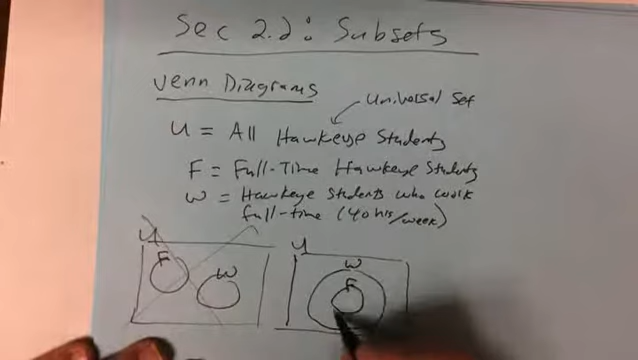 Sec 2.2: Subsets
Venn Diagrams
Universal Set
U = All Hawkeye Students
F = Full-Time Hawkeye Students
W = Hawkeye Students who work
full-time (40 hrs/week)
U
F
W
U
W
F